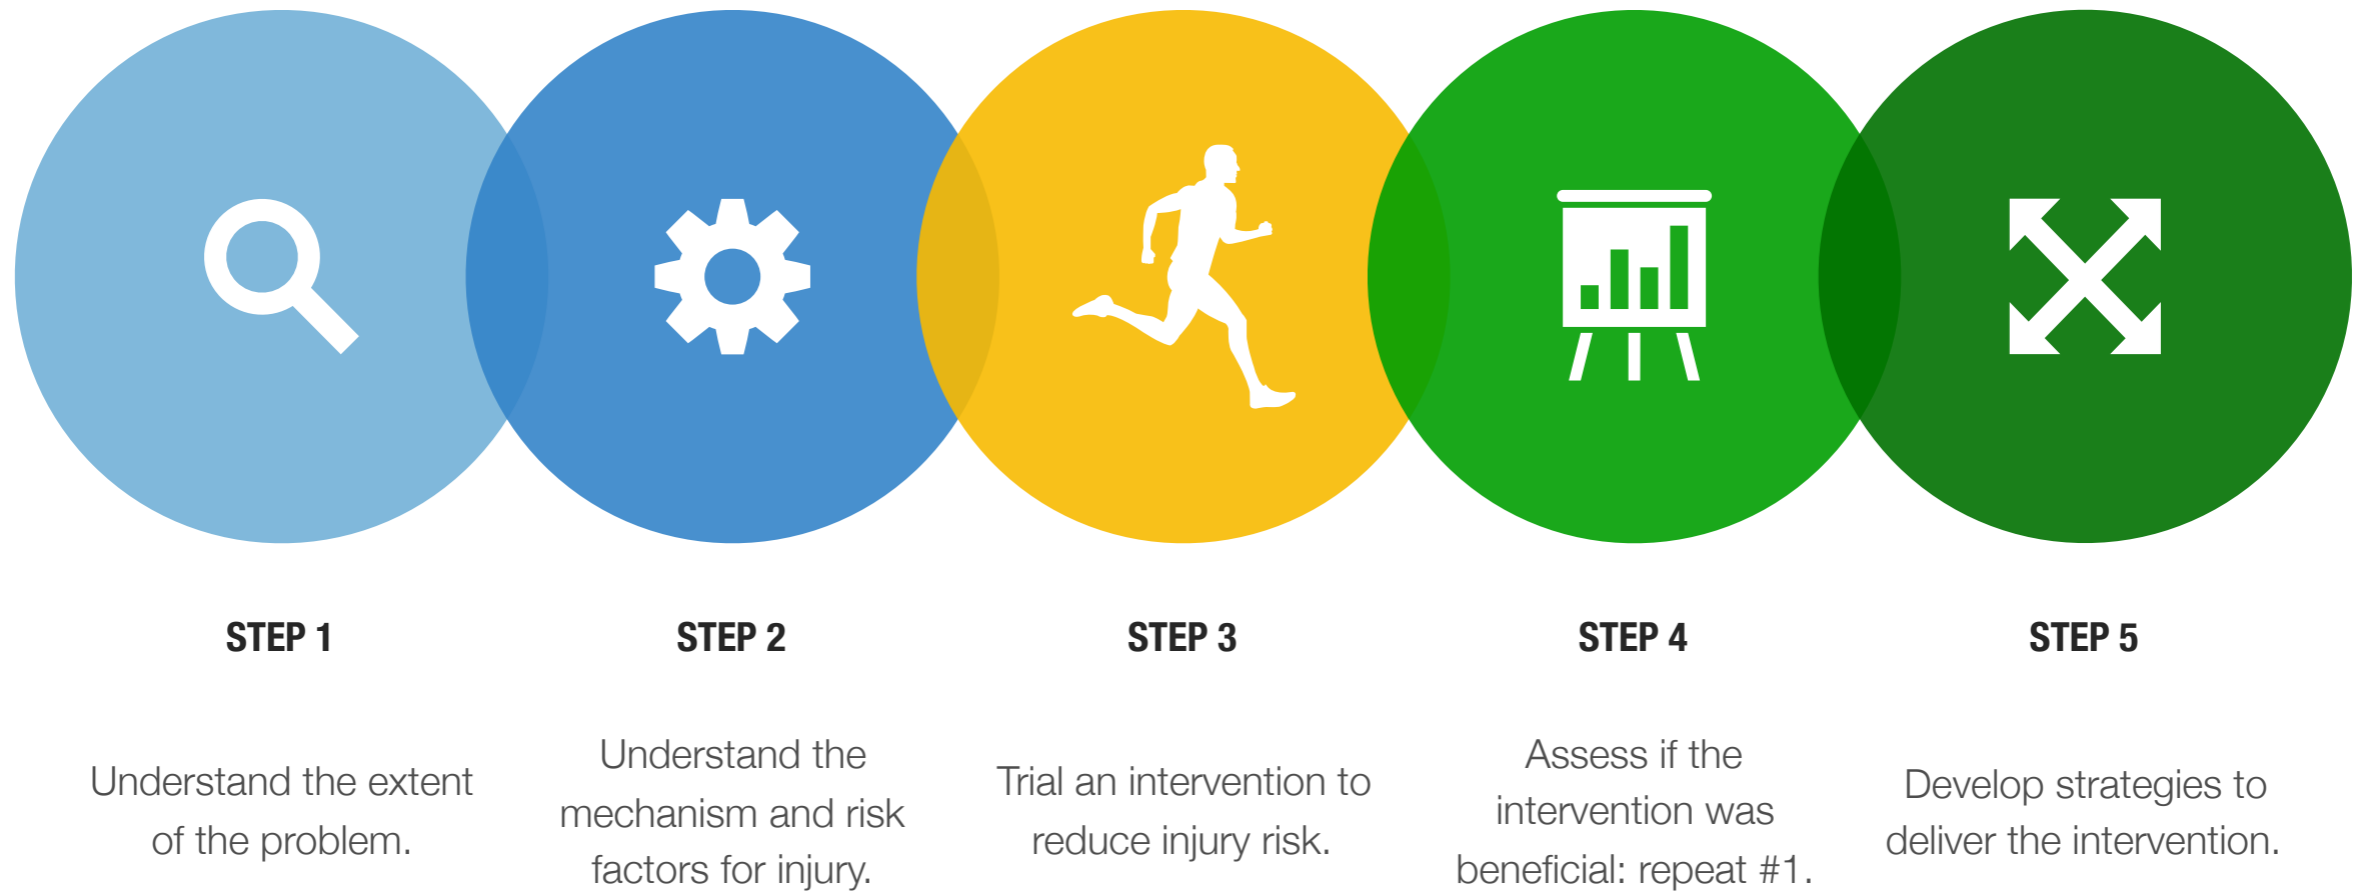 STEP 1
Understand the extent
of the problem.
STEP 2
Understand the
mechanism and risk
factors for injury.
STEP 3
Trial an intervention to
reduce injury risk.
STEP 4
Assess if the
intervention was
beneficial: repeat #1.
STEP 5
Develop strategies to
deliver the intervention.